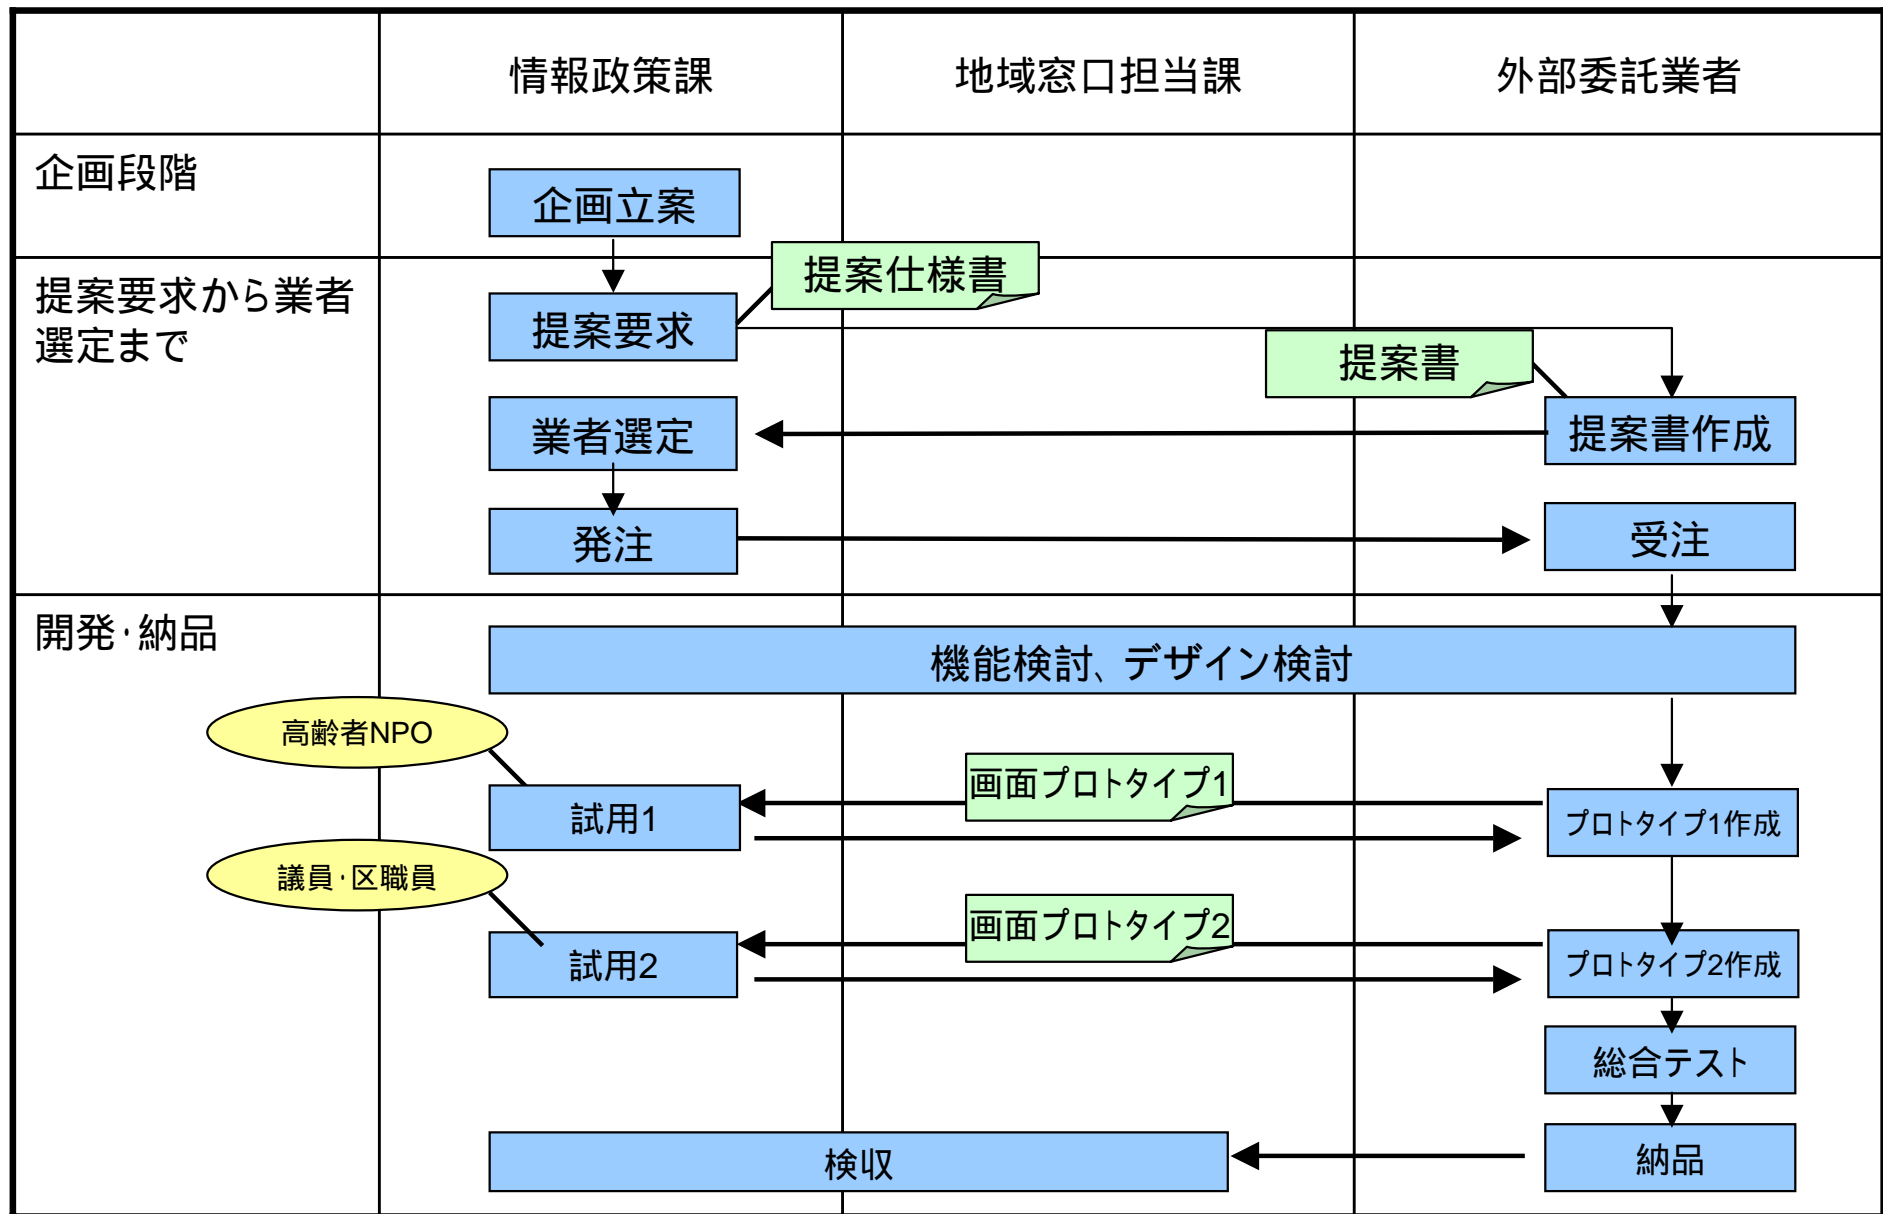 情報政策課
地域窓口担当課
外部委託業者
企画段階
企画立案
提案要求から業者
選定まで
提案仕様書
提案要求
提案書
業者選定
提案書作成
発注
受注
開発・納品
機能検討、デザイン検討
高齢者NPO
画面プロトタイプ1
試用1
プロトタイプ1作成
議員・区職員
画面プロトタイプ2
試用2
プロトタイプ2作成
総合テスト
検収
納品